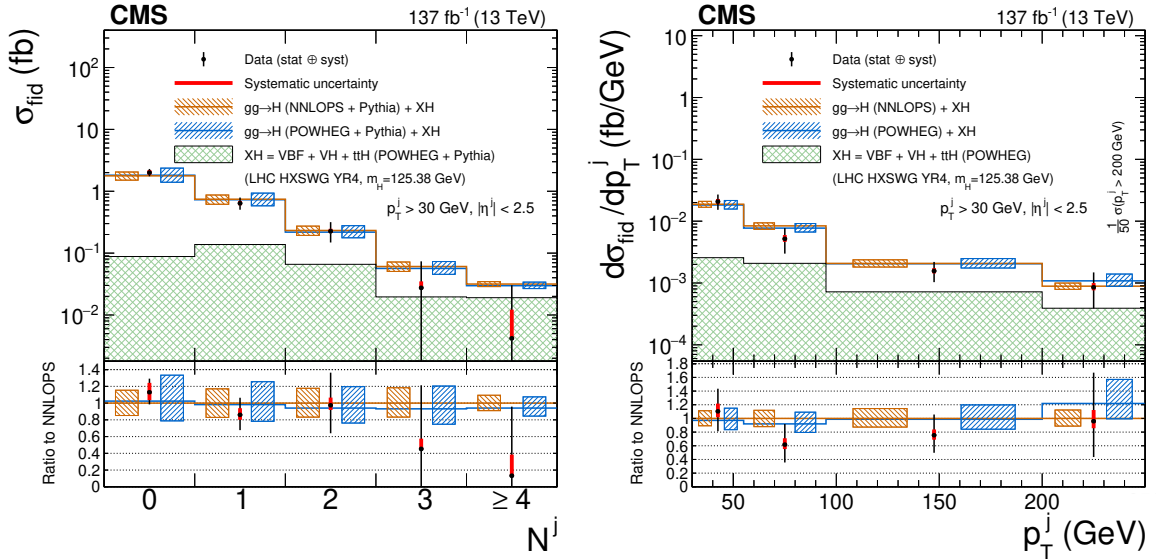 CMS 137 fb⁻¹ (13 TeV)
σfid (fb)
10²
10
1
10⁻¹
10⁻²
Data (stat ⊕ syst)
Systematic uncertainty
gg→H (NNLOPS + Pythia) + XH
gg→H (POWHEG + Pythia) + XH
XH = VBF + VH + ttH (POWHEG + Pythia)
(LHC HXSWG YR4, m_H=125.38 GeV)
p_T^j > 30 GeV, |η^j| < 2.5
Ratio to NNLOPS
1.4
1.2
1
0.8
0.6
0.4
0.2
0
0 1 2 3 ≥ 4
N^j
CMS 137 fb⁻¹ (13 TeV)
dσfid/dp_T^j (fb/GeV)
10
1
10⁻¹
10⁻²
10⁻³
10⁻⁴
Data (stat ⊕ syst)
Systematic uncertainty
gg→H (NNLOPS) + XH
gg→H (POWHEG) + XH
XH = VBF + VH + ttH (POWHEG)
(LHC HXSWG YR4, m_H=125.38 GeV)
p_T^j > 30 GeV, |η^j| < 2.5
1/50 σ(p_T^j > 200 GeV)
Ratio to NNLOPS
1.8
1.6
1.4
1.2
1.0
0.8
0.6
0.4
0.2
0
50 100 150 200
p_T^j (GeV)